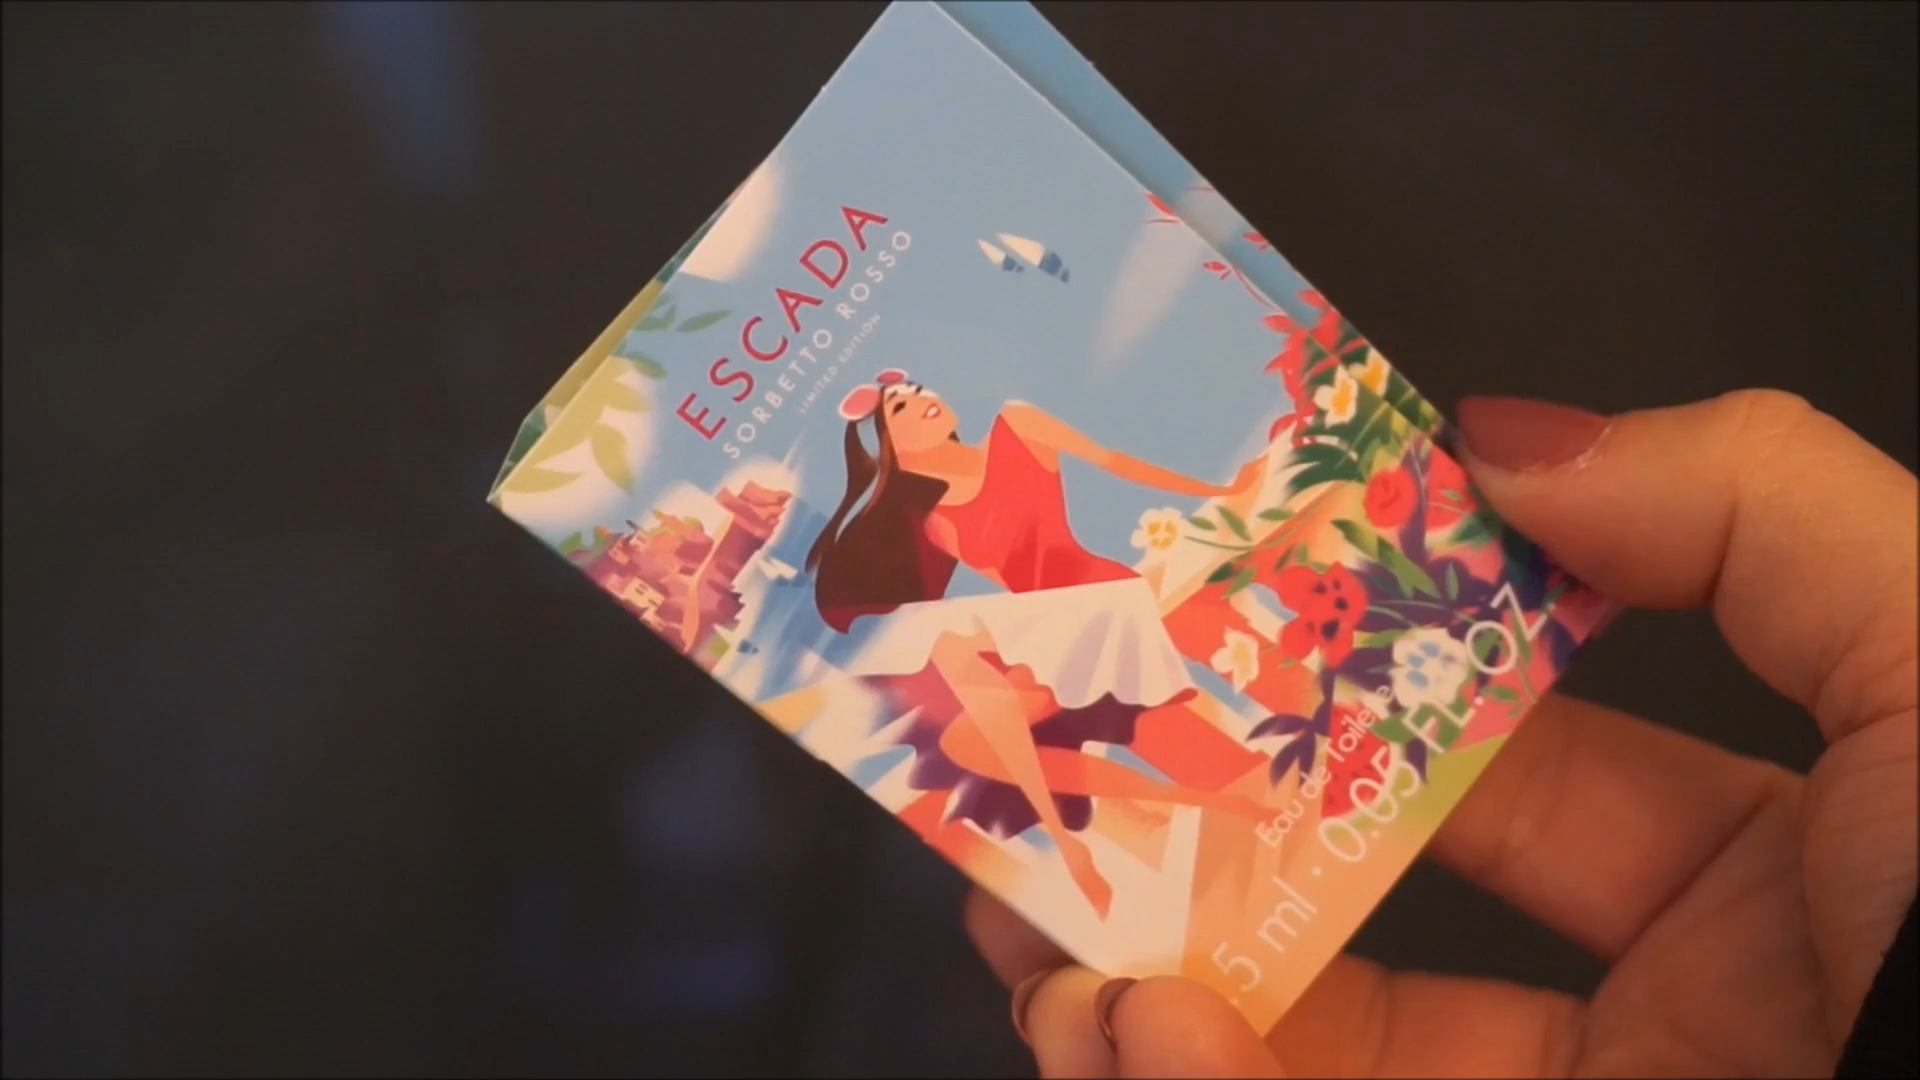 ESCADA
SORBETTO ROSSO
LIMITED EDITION
Eau de Toilette
.5 ml · 0.05 FL. OZ